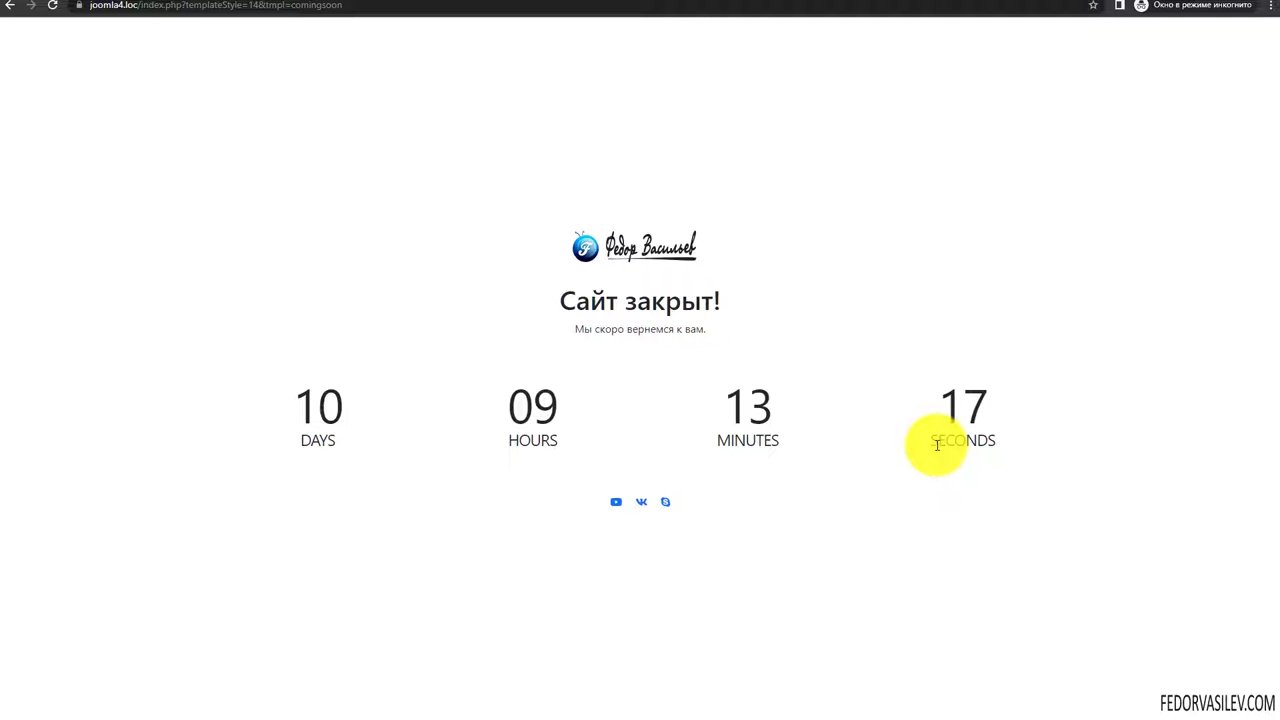 joomla4.loc/index.php?templateStyle=14&tmpl=comingsoon
Окно в режиме инкогнито
Федор Васильев
Сайт закрыт!
Мы скоро вернемся к вам.
10 09 13 17
DAYS HOURS MINUTES SECONDS
FEDORVASILEV.COM